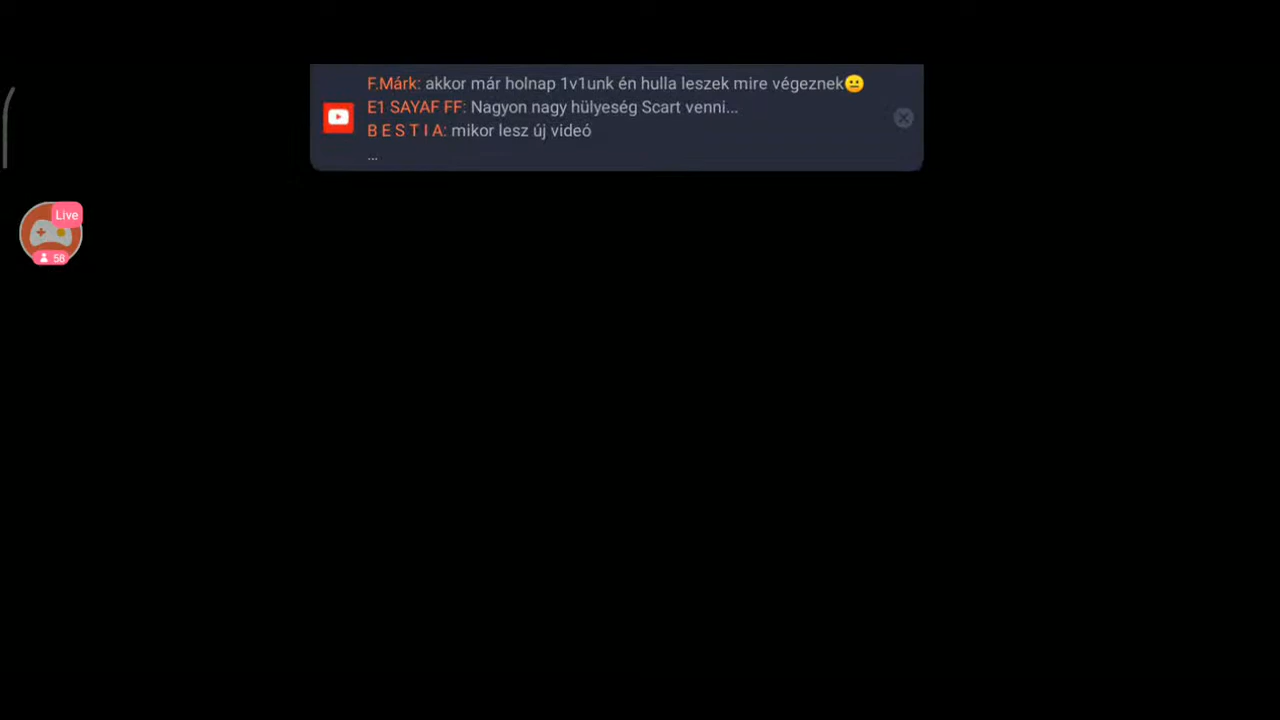 F.Márk: akkor már holnap 1v1unk én hulla leszek mire végeznek😐
E1 SAYAF FF: Nagyon nagy hülyeség Scart venni...
B E S T I A: mikor lesz új videó
...
Live
58